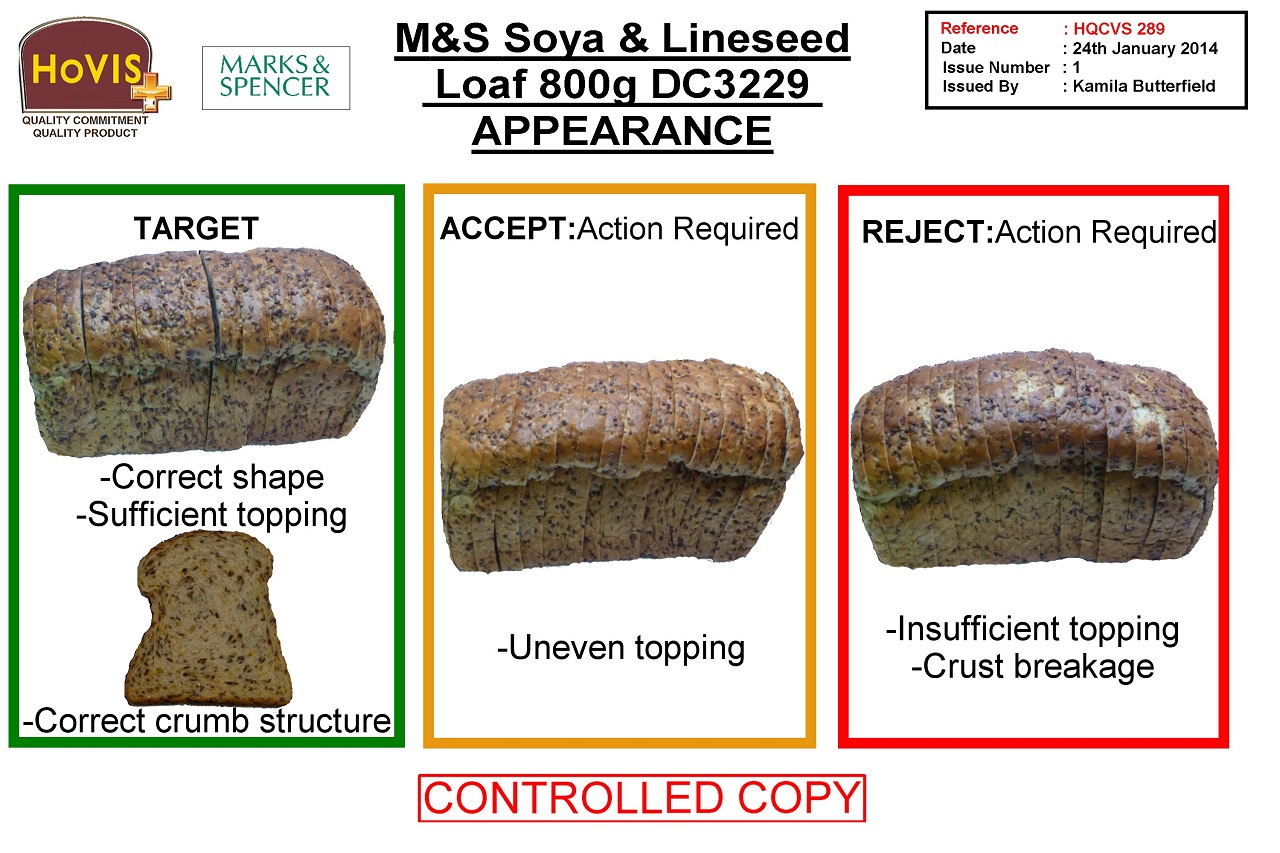 HOVIS
QUALITY COMMITMENT
QUALITY PRODUCT
MARKS &
SPENCER
M&S Soya & Lineseed
Loaf 800g DC3229
APPEARANCE
Reference : HQCVS 289
Date : 24th January 2014
Issue Number : 1
Issued By : Kamila Butterfield
TARGET
-Correct shape
-Sufficient topping
-Correct crumb structure
ACCEPT:Action Required
-Uneven topping
REJECT:Action Required
-Insufficient topping
-Crust breakage
CONTROLLED COPY